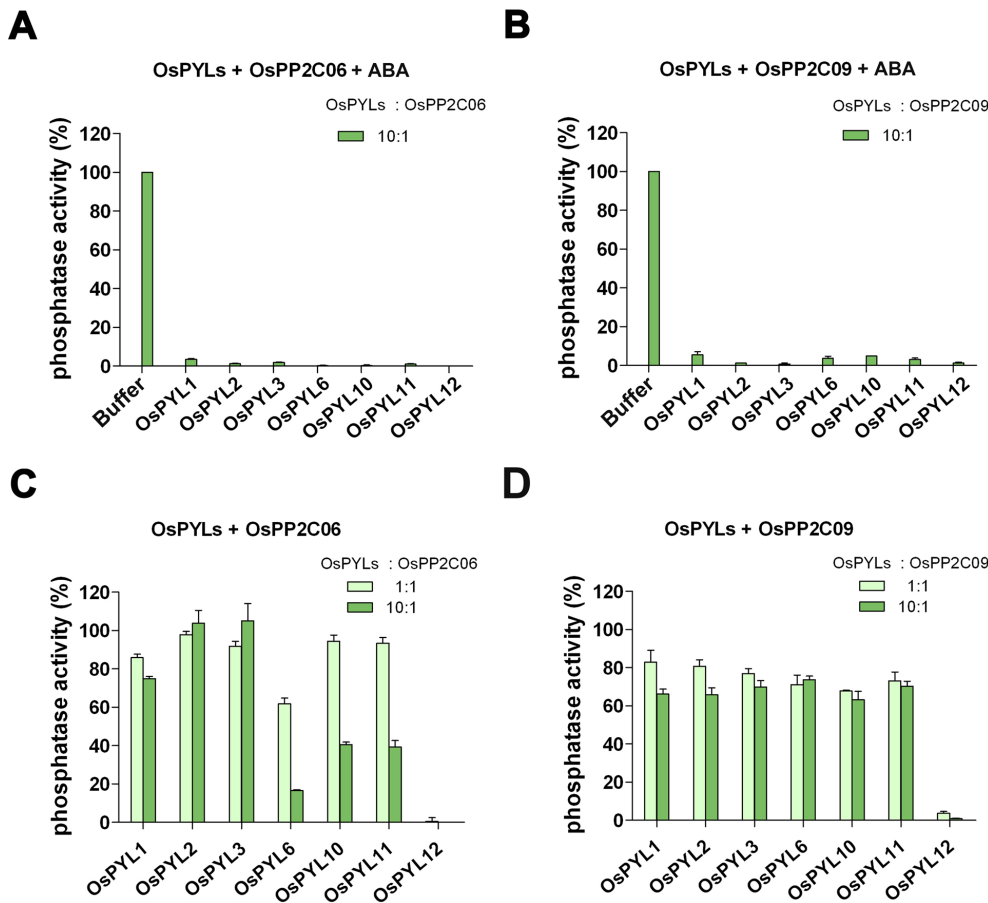 A
OsPYLs + OsPP2C06 + ABA
OsPYLs : OsPP2C06
10:1
phosphatase activity (%)
120
100
80
60
40
20
0
Buffer
OsPYL1
OsPYL2
OsPYL3
OsPYL6
OsPYL10
OsPYL11
OsPYL12
B
OsPYLs + OsPP2C09 + ABA
OsPYLs : OsPP2C09
10:1
phosphatase activity (%)
120
100
80
60
40
20
0
Buffer
OsPYL1
OsPYL2
OsPYL3
OsPYL6
OsPYL10
OsPYL11
OsPYL12
C
OsPYLs + OsPP2C06
OsPYLs : OsPP2C06
1:1
10:1
phosphatase activity (%)
120
100
80
60
40
20
0
OsPYL1
OsPYL2
OsPYL3
OsPYL6
OsPYL10
OsPYL11
OsPYL12
D
OsPYLs + OsPP2C09
OsPYLs : OsPP2C09
1:1
10:1
phosphatase activity (%)
120
100
80
60
40
20
0
OsPYL1
OsPYL2
OsPYL3
OsPYL6
OsPYL10
OsPYL11
OsPYL12